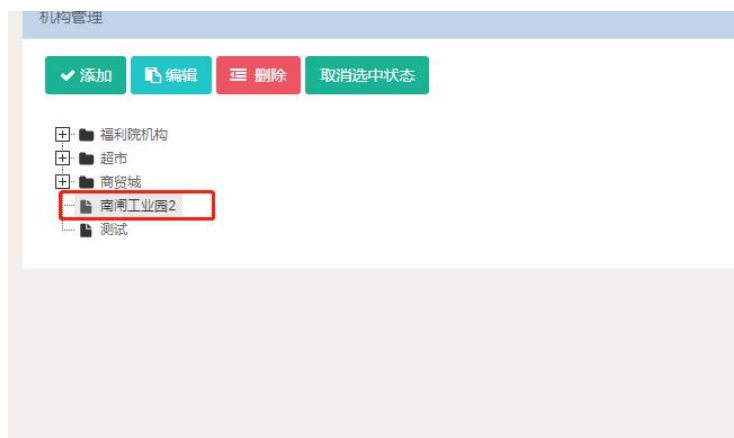 机构管理
添加 编辑 删除 取消选中状态
福利院机构
超市
商贸城
南闸工业园2
测试